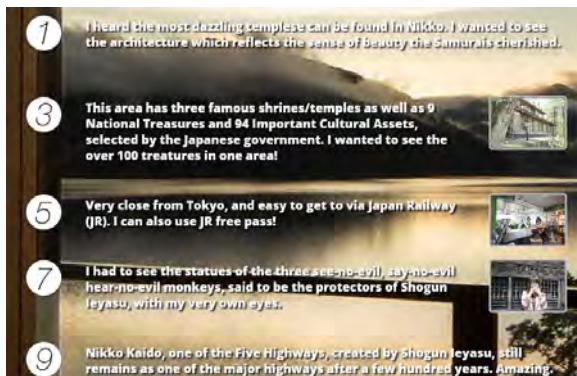 1
I heard the most dazzling templese can be found in Nikko. I wanted to see
the architecture which reflects the sense of beauty the Samurais cherished.
3
This area has three famous shrines/temples as well as 9
National Treasures and 94 Important Cultural Assets,
selected by the Japanese government. I wanted to see the
over 100 treatures in one area!
5
Very close from Tokyo, and easy to get to via Japan Railway
(JR). I can also use JR free pass!
7
I had to see the statues of the three see-no-evil, say-no-evil
hear-no-evil monkeys, said to be the protectors of Shogun
Ieyasu, with my very own eyes.
9
Nikko Kaido, one of the Five Highways, created by Shogun Ieyasu, still
remains as one of the major highways after a few hundred years. Amazing.